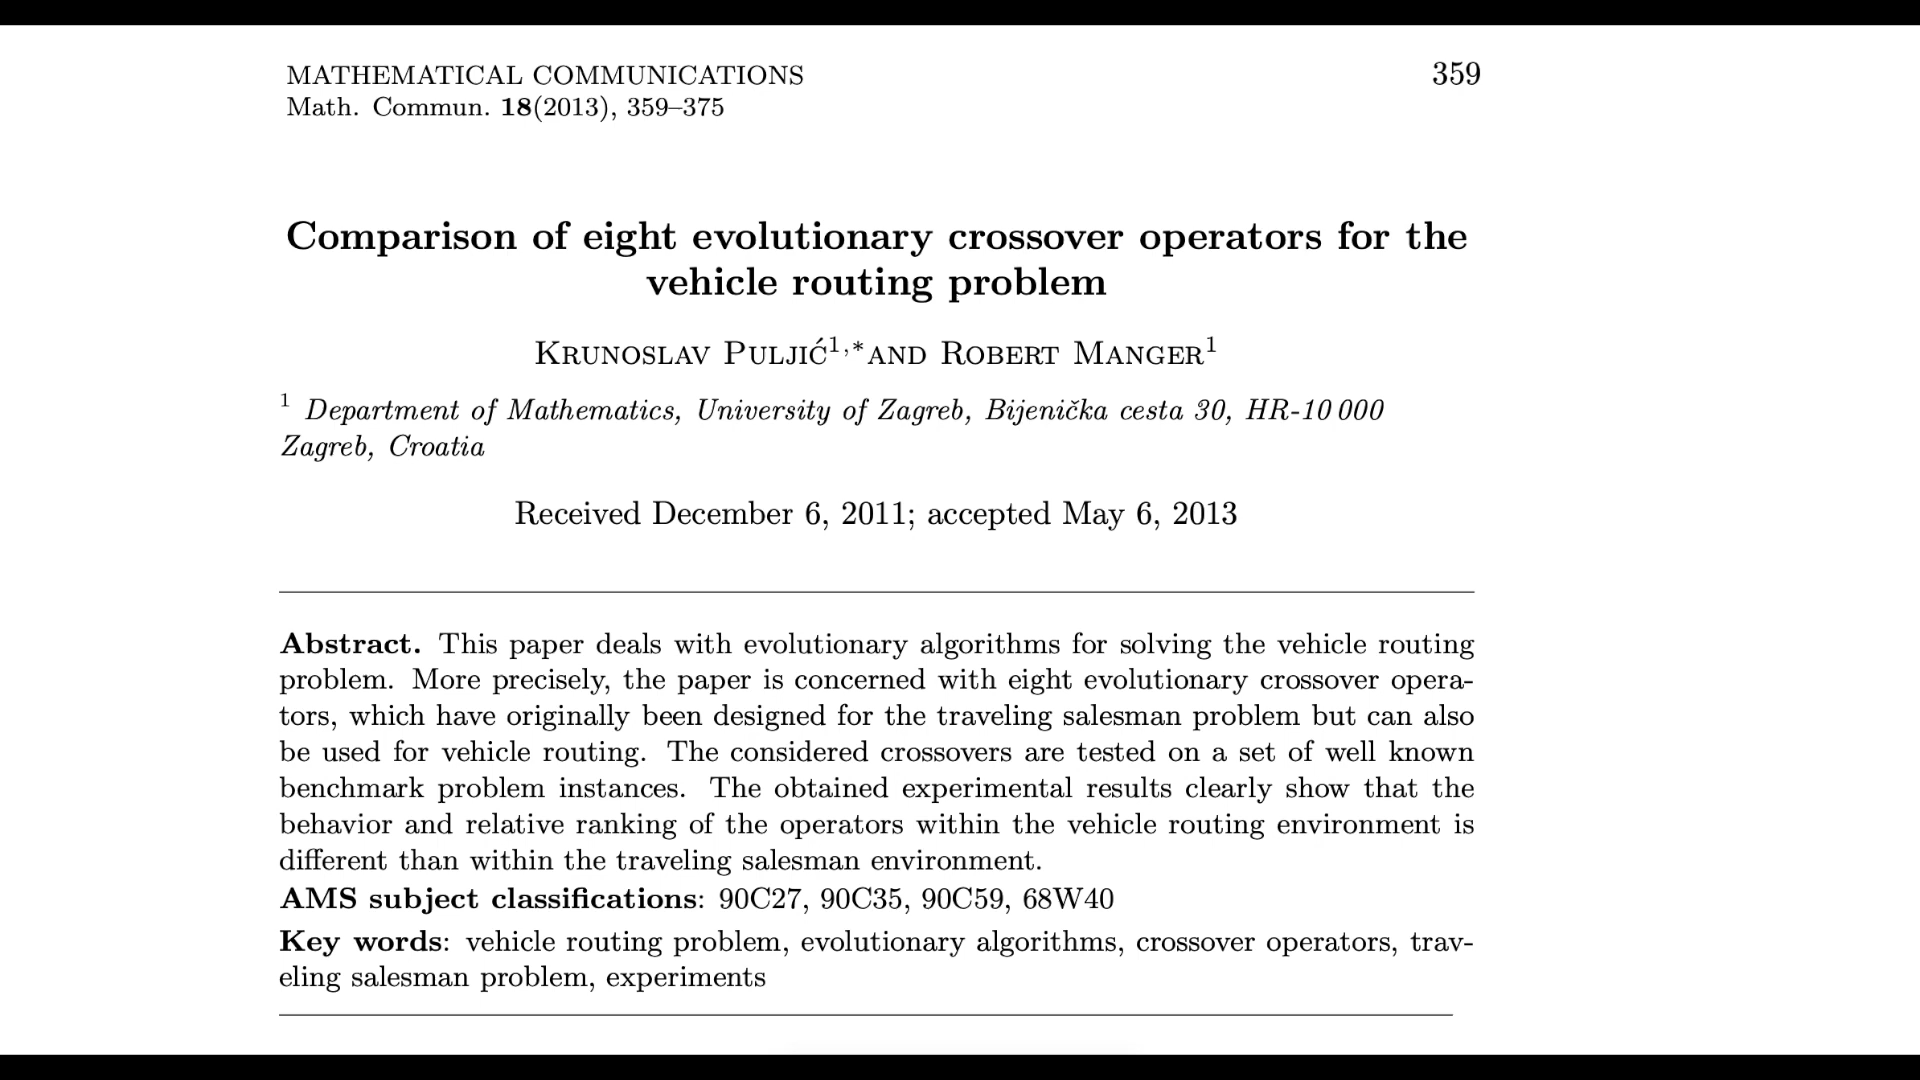 MATHEMATICAL COMMUNICATIONS 359
Math. Commun. 18(2013), 359–375
Comparison of eight evolutionary crossover operators for the
vehicle routing problem
Krunoslav Puljić1,∗and Robert Manger1
1 Department of Mathematics, University of Zagreb, Bijenička cesta 30, HR-10 000
Zagreb, Croatia
Received December 6, 2011; accepted May 6, 2013
Abstract. This paper deals with evolutionary algorithms for solving the vehicle routing
problem. More precisely, the paper is concerned with eight evolutionary crossover opera-
tors, which have originally been designed for the traveling salesman problem but can also
be used for vehicle routing. The considered crossovers are tested on a set of well known
benchmark problem instances. The obtained experimental results clearly show that the
behavior and relative ranking of the operators within the vehicle routing environment is
different than within the traveling salesman environment.
AMS subject classifications: 90C27, 90C35, 90C59, 68W40
Key words: vehicle routing problem, evolutionary algorithms, crossover operators, trav-
eling salesman problem, experiments